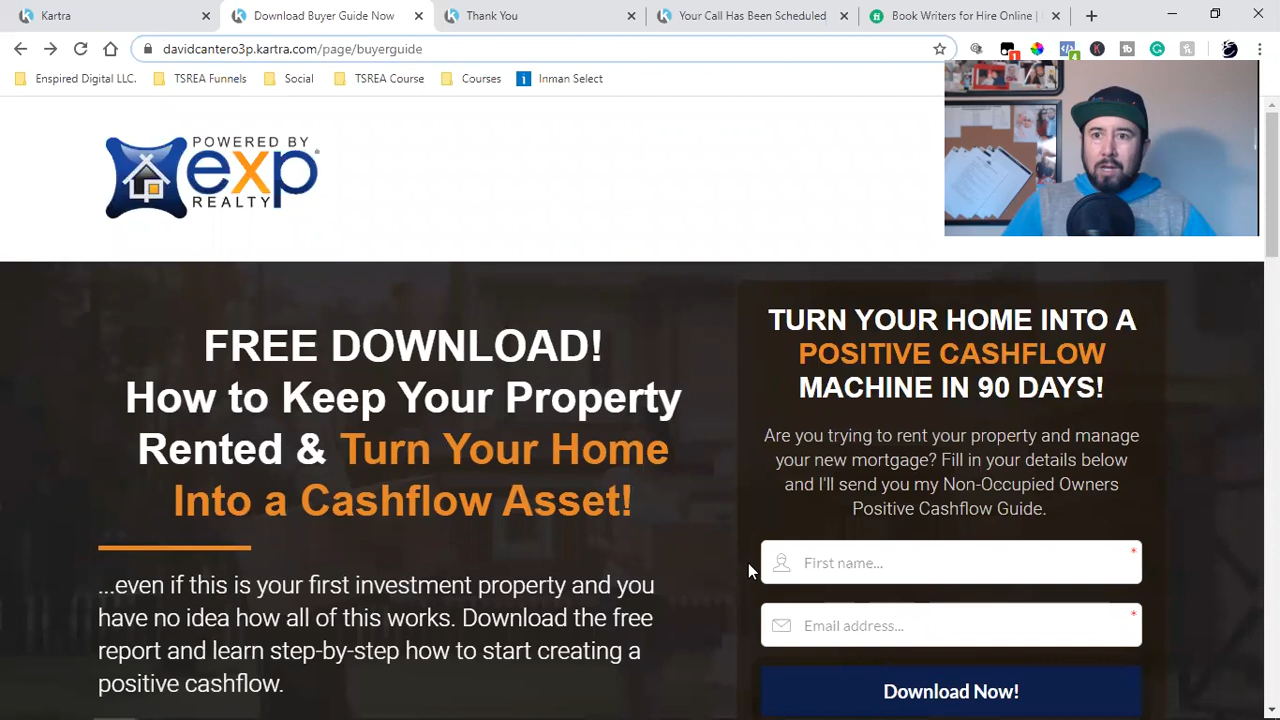 Kartra
Download Buyer Guide Now
Thank You
Your Call Has Been Scheduled
Book Writers for Hire Online |
davidcantero3p.kartra.com/page/buyerguide
1
4
Enspired Digital LLC.
TSREA Funnels
Social
TSREA Course
Courses
Inman Select
POWERED BY
exp
REALTY
FREE DOWNLOAD!
How to Keep Your Property
Rented & Turn Your Home
Into a Cashflow Asset!
...even if this is your first investment property and you
have no idea how all of this works. Download the free
report and learn step-by-step how to start creating a
positive cashflow.
TURN YOUR HOME INTO A
POSITIVE CASHFLOW
MACHINE IN 90 DAYS!
Are you trying to rent your property and manage
your new mortgage? Fill in your details below
and I'll send you my Non-Occupied Owners
Positive Cashflow Guide.
First name...
*
Email address...
*
Download Now!